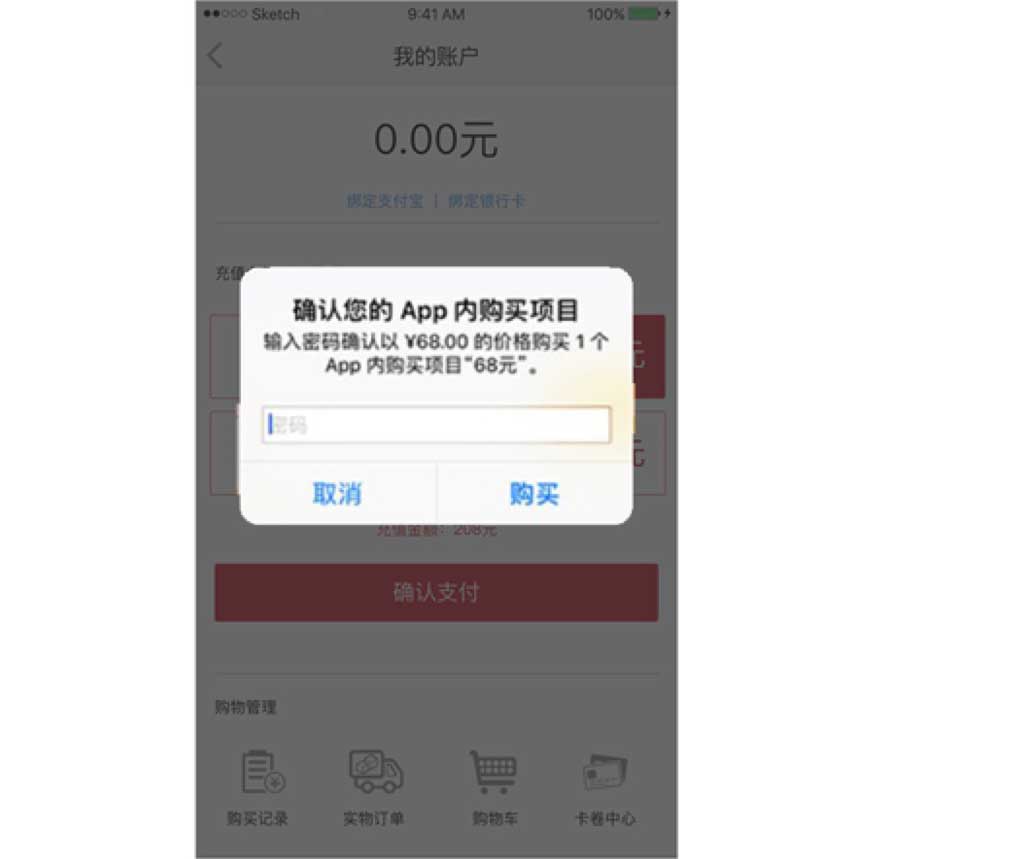 Sketch 9:41 AM 100%
我的账户
0.00元
绑定支付宝 | 绑定银行卡
充值
确认您的 App 内购买项目
输入密码确认以 ¥68.00 的价格购买 1 个
App 内购买项目“68元”。
元
密码
元
取消 购买
充值金额：208元
确认支付
购物管理
购买记录 实物订单 购物车 卡卷中心